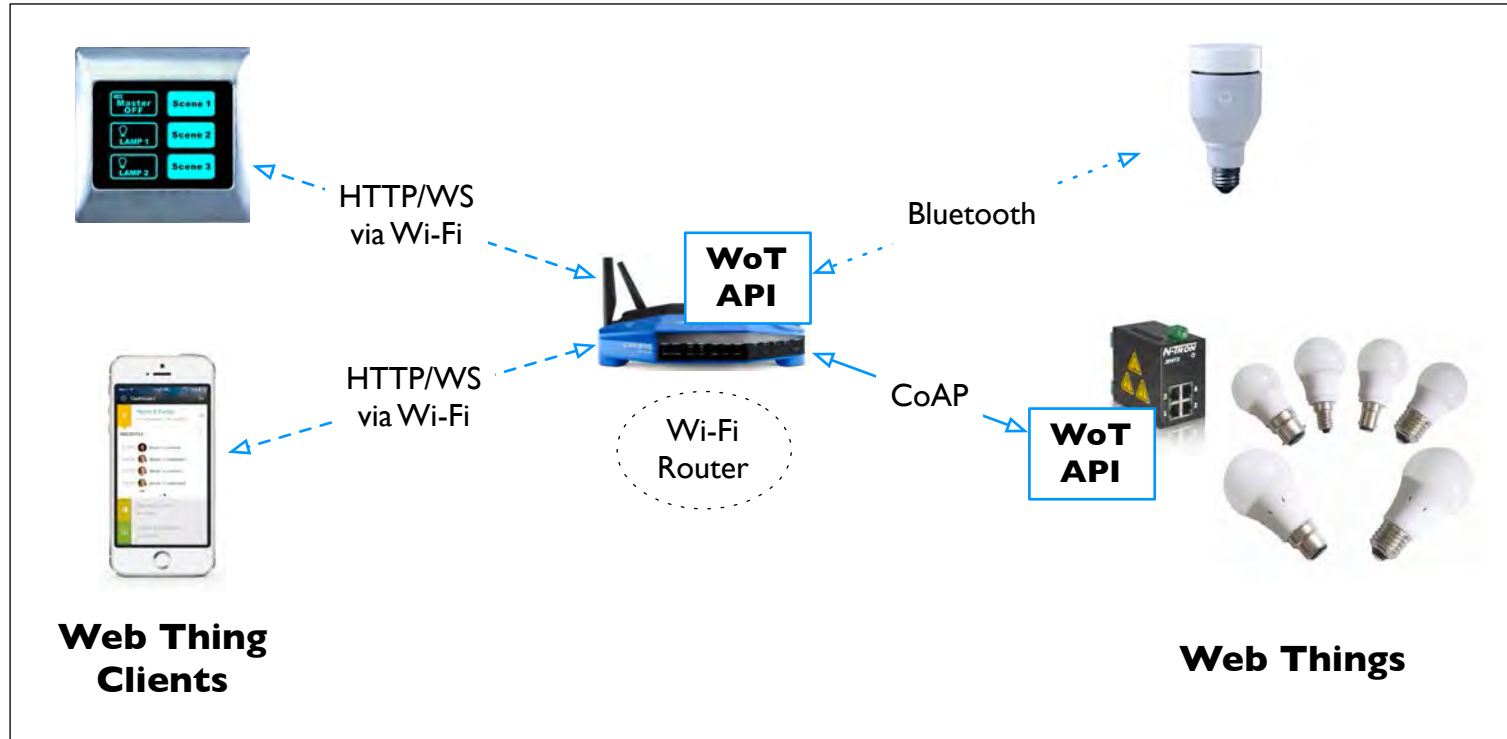 Master
OFF
Scene 1
LAMP 1
Scene 2
LAMP 2
Scene 3
HTTP/WS
via Wi-Fi
WoT
API
Bluetooth
HTTP/WS
via Wi-Fi
Wi-Fi
Router
CoAP
N-TRON
WoT
API
Web Thing
Clients
Web Things